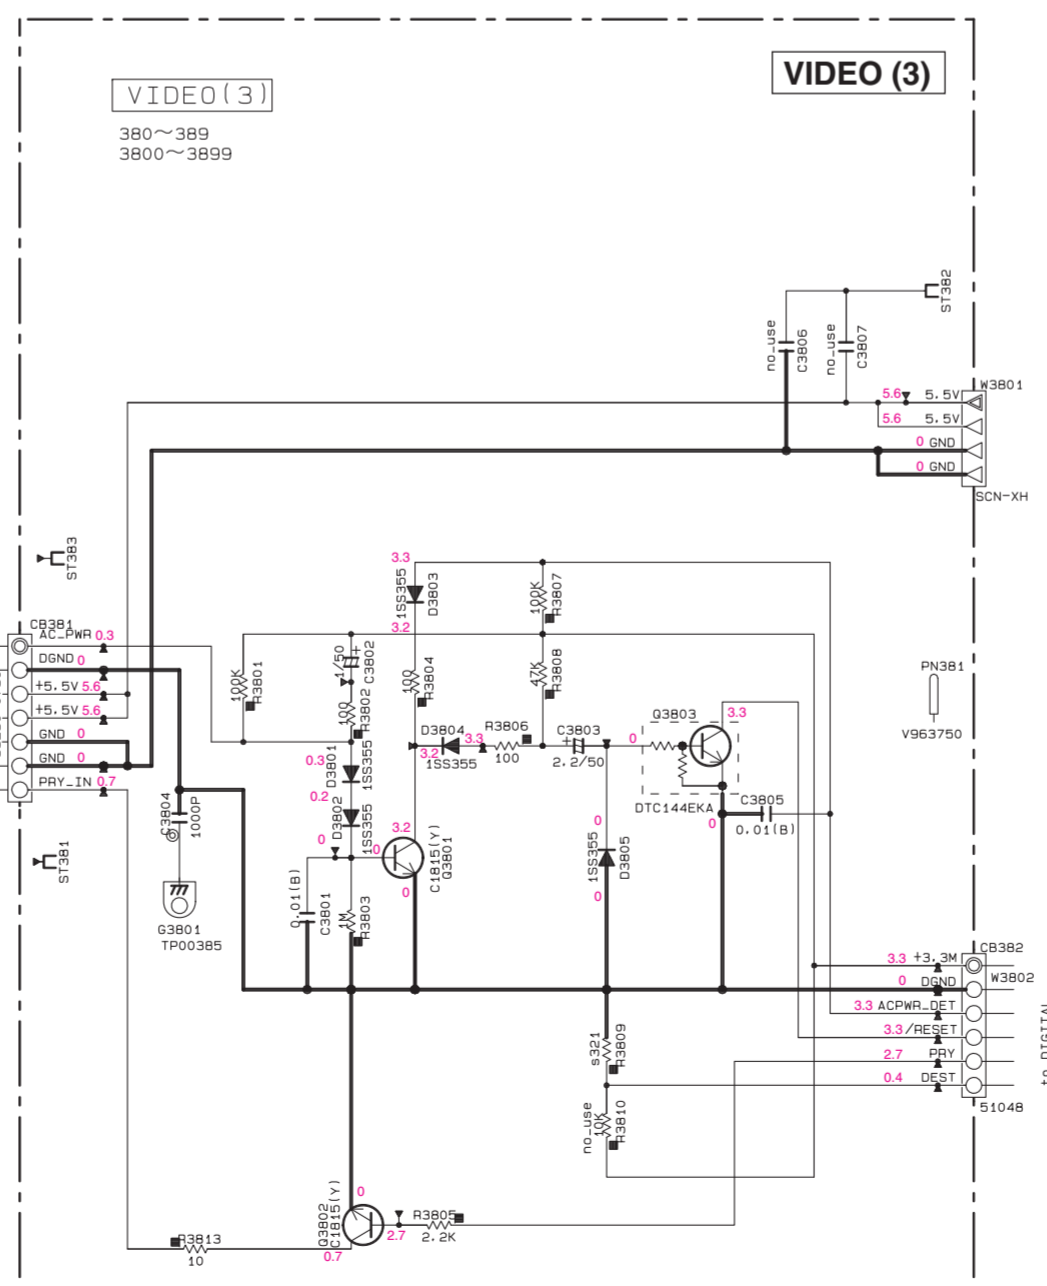 VIDEO (3)
VIDEO(3)
380～389
3800～3899
ST382
no_use
C3806
no_use
C3807
W3801
5.6 5.5V
5.6 5.5V
0 GND
0 GND
SCN-XH
ST383
CB381
AC_PWR 0.3
DGND 0
+5.5V 5.6
+5.5V 5.6
GND 0
GND 0
PRY_IN 0.7
ST381
C3804
1000P
G3801
TP00385
100K
R3801
1/50
C3802
100
R3802
0.3
D3801
1SS355
0.2
D3802
1SS355
0
0
0.01(B)
C3801
1M
R3803
3.3
1SS355
D3803
3.2
100
R3804
3.2
D3804
1SS355
3.3
R3806
100
3.2
C1815(Y)
Q3801
0
100K
R3807
47K
R3808
C3803
+
2.2/50
0
Q3803
3.3
DTC144EKA
0
C3805
0.01(B)
0
1SS355
D3805
0
PN381
V963750
CB382
3.3 +3.3M
0 DGND
W3802
3.3 ACPWR_DET
3.3 /RESET
2.7 PRY
0.4 DEST
51048
to DIGITAL
s321
R3809
no_use
10K
R3810
0
Q3802
C1815(Y)
0.7
2.7
R3805
2.2K
R3813
10